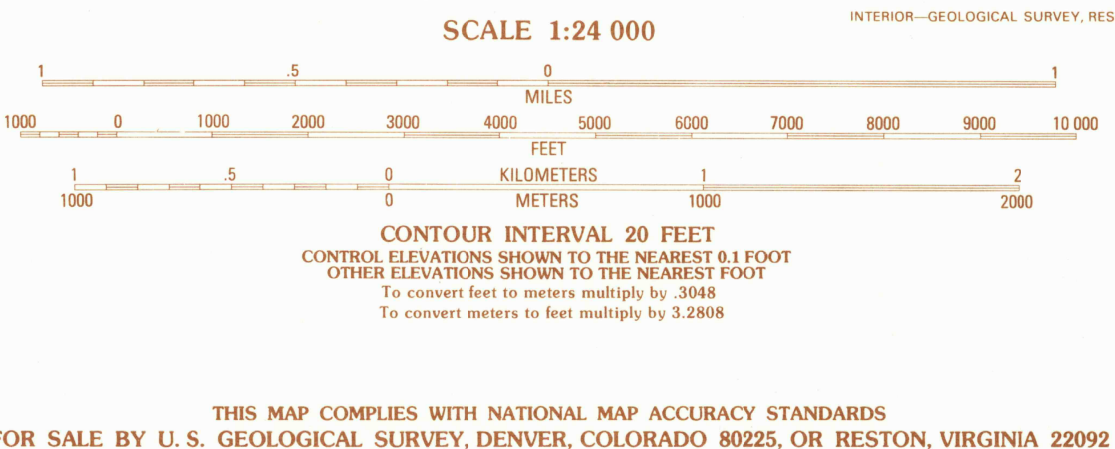 INTERIOR—GEOLOGICAL SURVEY, RES
SCALE 1:24 000
1 .5 0 1
MILES
1000 0 1000 2000 3000 4000 5000 6000 7000 8000 9000 10 000
FEET
1 .5 0 KILOMETERS 1 2
1000 0 METERS 1000 2000
CONTOUR INTERVAL 20 FEET
CONTROL ELEVATIONS SHOWN TO THE NEAREST 0.1 FOOT
OTHER ELEVATIONS SHOWN TO THE NEAREST FOOT
To convert feet to meters multiply by .3048
To convert meters to feet multiply by 3.2808
THIS MAP COMPLIES WITH NATIONAL MAP ACCURACY STANDARDS
FOR SALE BY U. S. GEOLOGICAL SURVEY, DENVER, COLORADO 80225, OR RESTON, VIRGINIA 22092